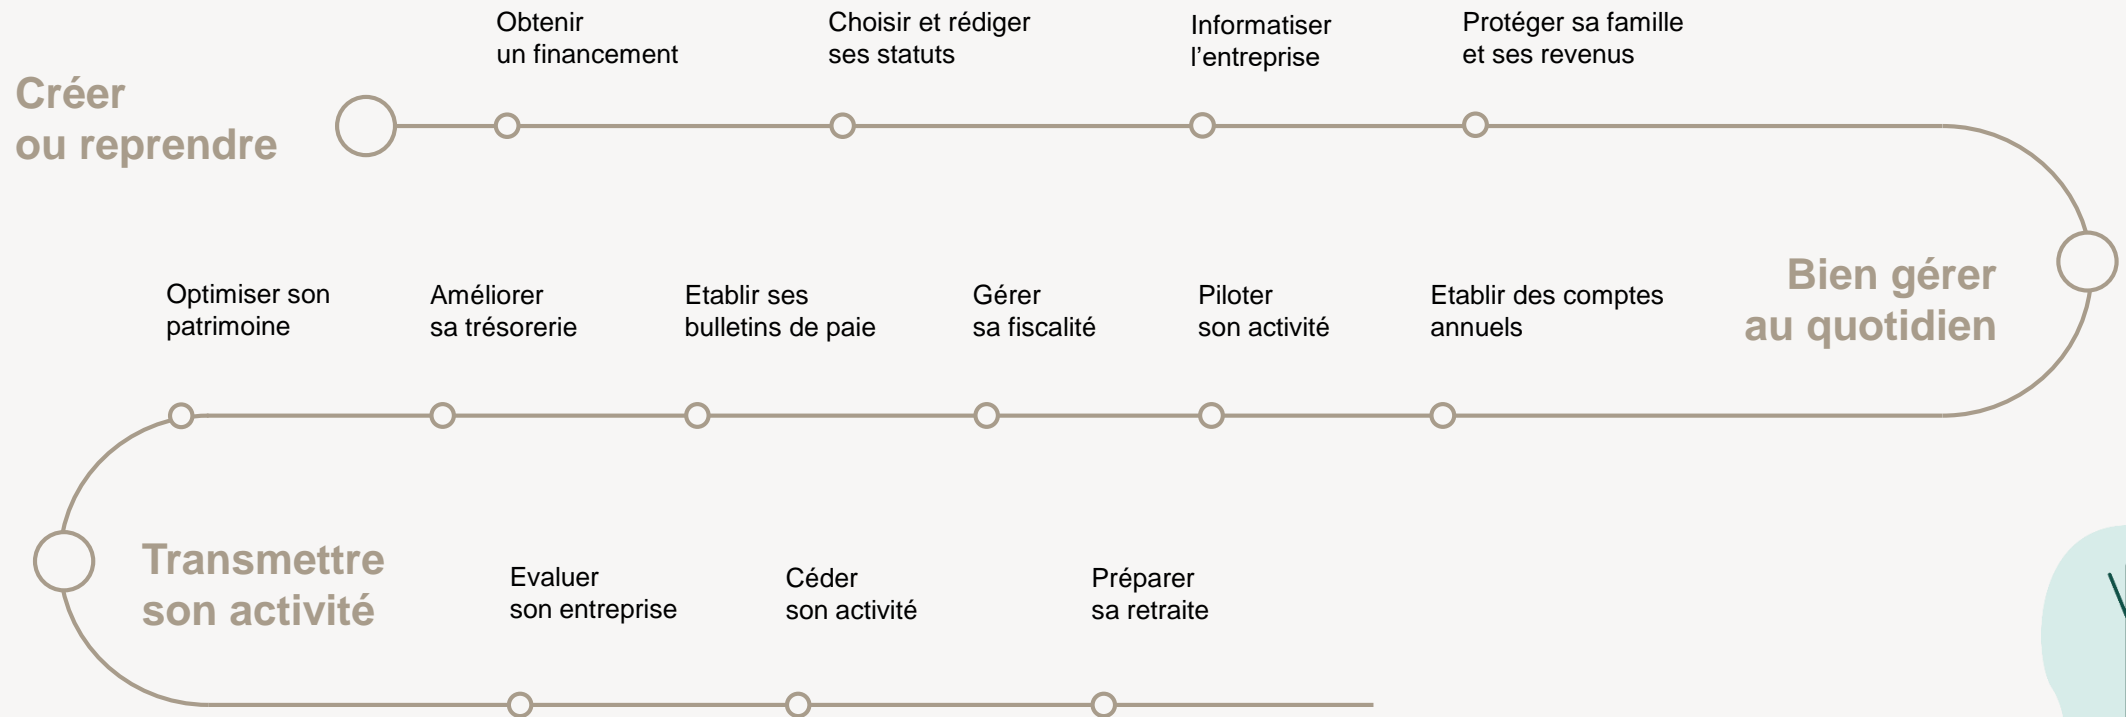 Créer
ou reprendre
Obtenir
un financement
Choisir et rédiger
ses statuts
Informatiser
l’entreprise
Protéger sa famille
et ses revenus
Bien gérer
au quotidien
Etablir des comptes
annuels
Piloter
son activité
Gérer
sa fiscalité
Etablir ses
bulletins de paie
Améliorer
sa trésorerie
Optimiser son
patrimoine
Transmettre
son activité
Evaluer
son entreprise
Céder
son activité
Préparer
sa retraite